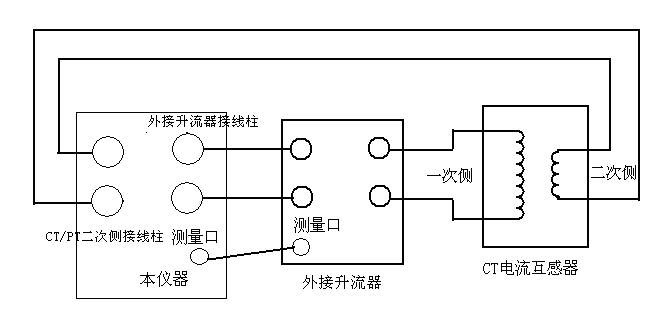 外接升流器接线柱
CT/PT二次侧接线柱
测量口
本仪器
测量口
外接升流器
一次侧
二次侧
CT电流互感器